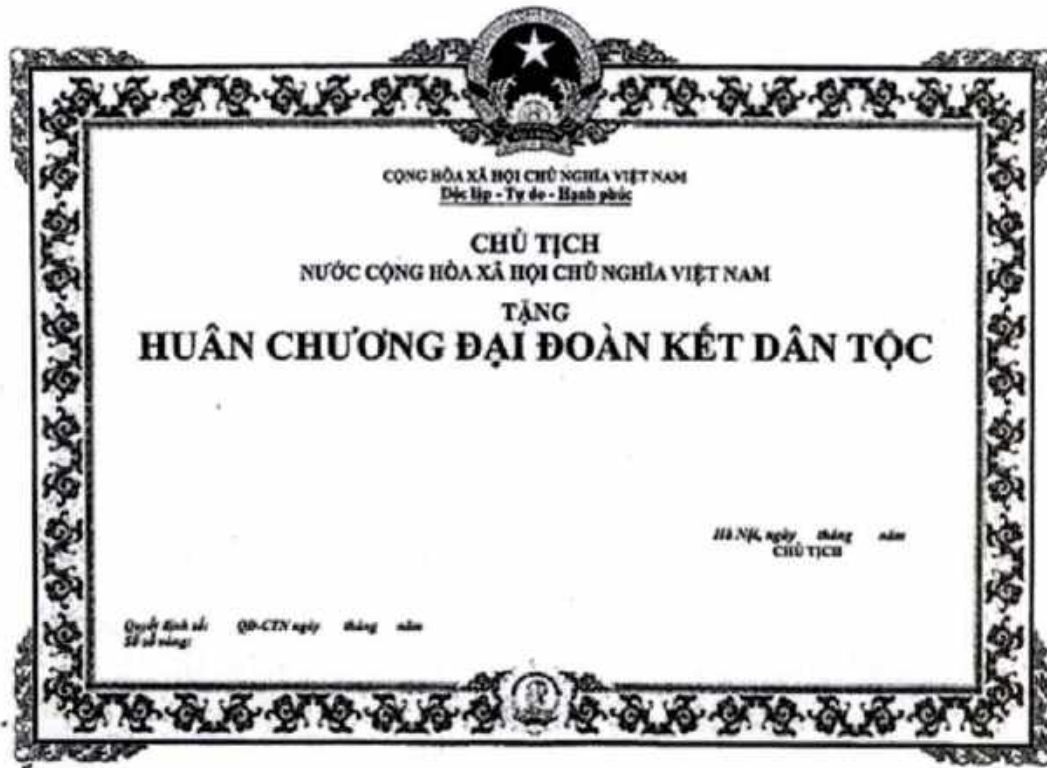 CỘNG HÒA XÃ HỘI CHỦ NGHĨA VIỆT NAM
Độc lập - Tự do - Hạnh phúc
CHỦ TỊCH
NƯỚC CỘNG HÒA XÃ HỘI CHỦ NGHĨA VIỆT NAM
TẶNG
HUÂN CHƯƠNG ĐẠI ĐOÀN KẾT DÂN TỘC
Hà Nội, ngày tháng năm
CHỦ TỊCH
Quyết định số: QĐ-CTN ngày tháng năm
Số sổ vàng: